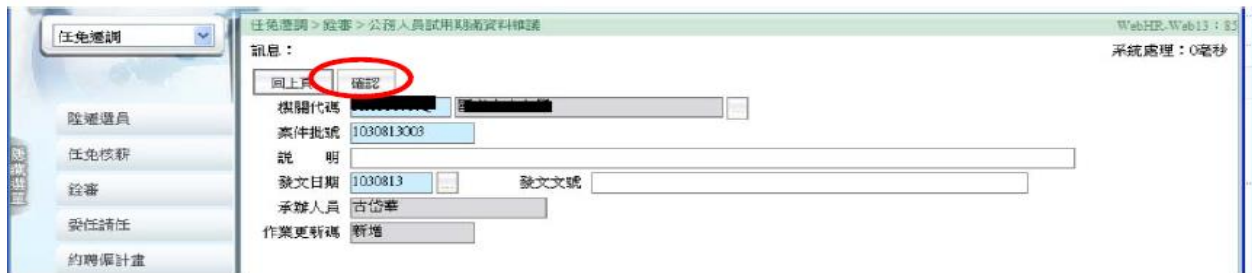 任免遷調
任免遷調>銓審>公務人員試用期滿資料維護
WebHR-Web13：85
訊息：
系統處理：0毫秒
回上頁
確認
機關代碼
案件批號 1030813003
說 明
發文日期 1030813
發文文號
承辦人員 古岱華
作業更新碼 新增
陞遷選員
任免核薪
銓審
委任請任
約聘僱計畫